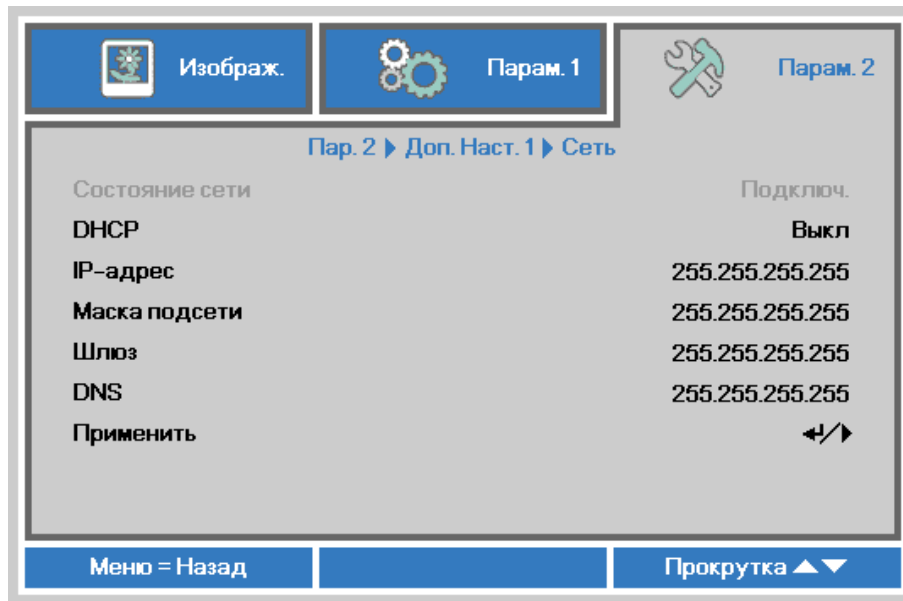 Изображ. Парам. 1 Парам. 2
Пар. 2 ▶ Доп. Наст. 1 ▶ Сеть
Состояние сети Подключ.
DHCP Выкл
IP-адрес 255.255.255.255
Маска подсети 255.255.255.255
Шлюз 255.255.255.255
DNS 255.255.255.255
Применить ↵/▶
Меню = Назад Прокрутка ▲▼